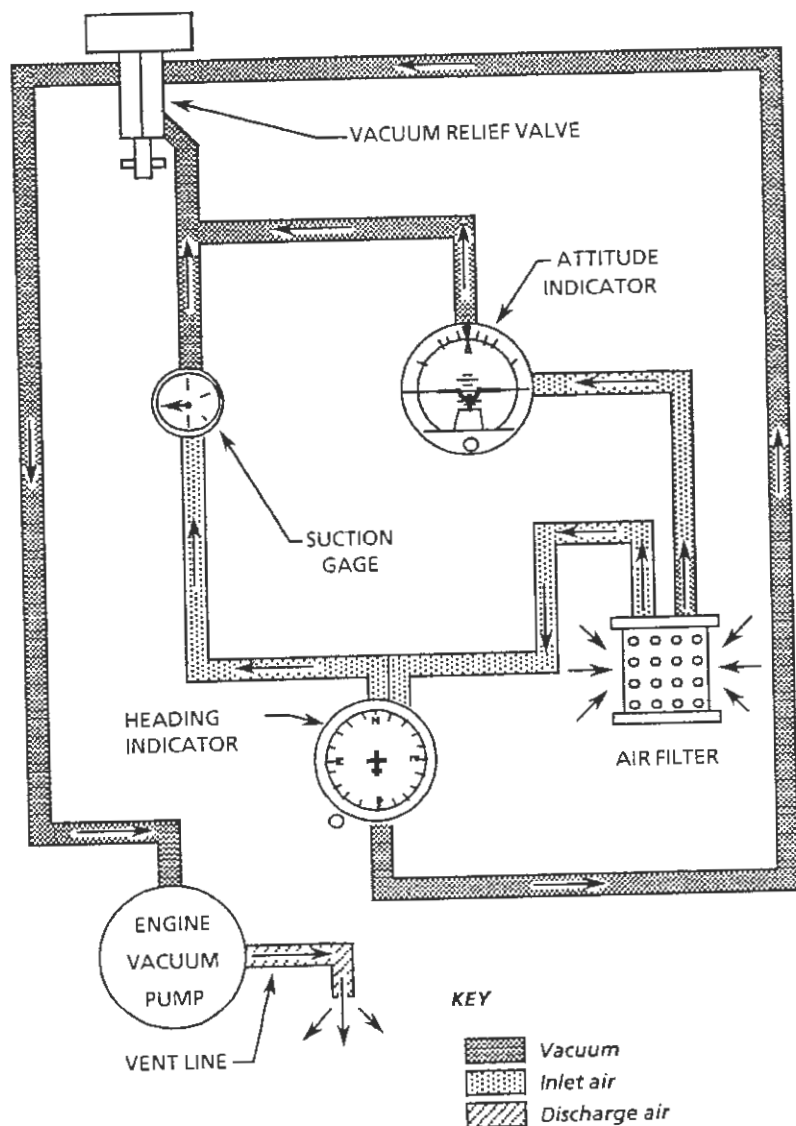 VACUUM RELIEF VALVE
ATTITUDE
INDICATOR
SUCTION
GAGE
HEADING
INDICATOR
AIR FILTER
ENGINE
VACUUM
PUMP
VENT LINE
KEY
Vacuum
Inlet air
Discharge air